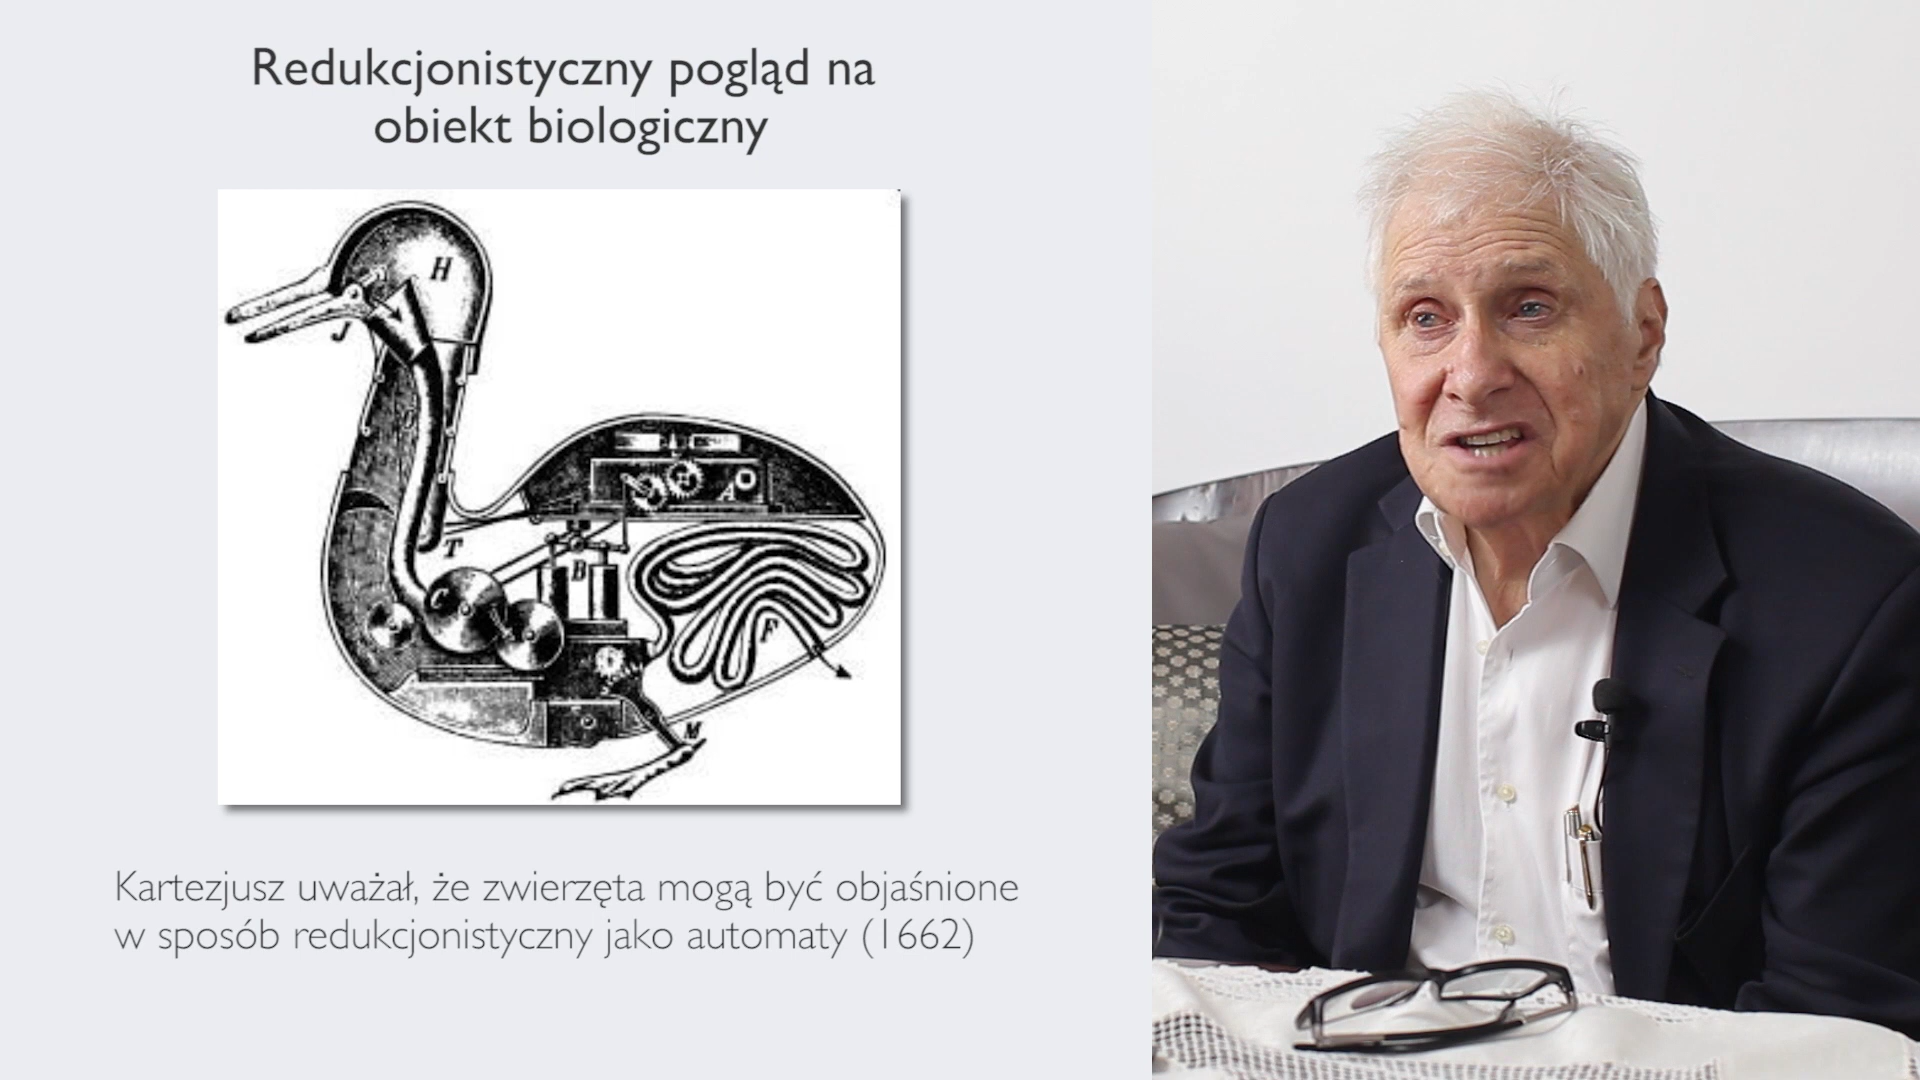 Redukcjonistyczny pogląd na
obiekt biologiczny
H
J
A
T
B
C
F
M
Kartezjusz uważał, że zwierzęta mogą być objaśnione
w sposób redukcjonistyczny jako automaty (1662)